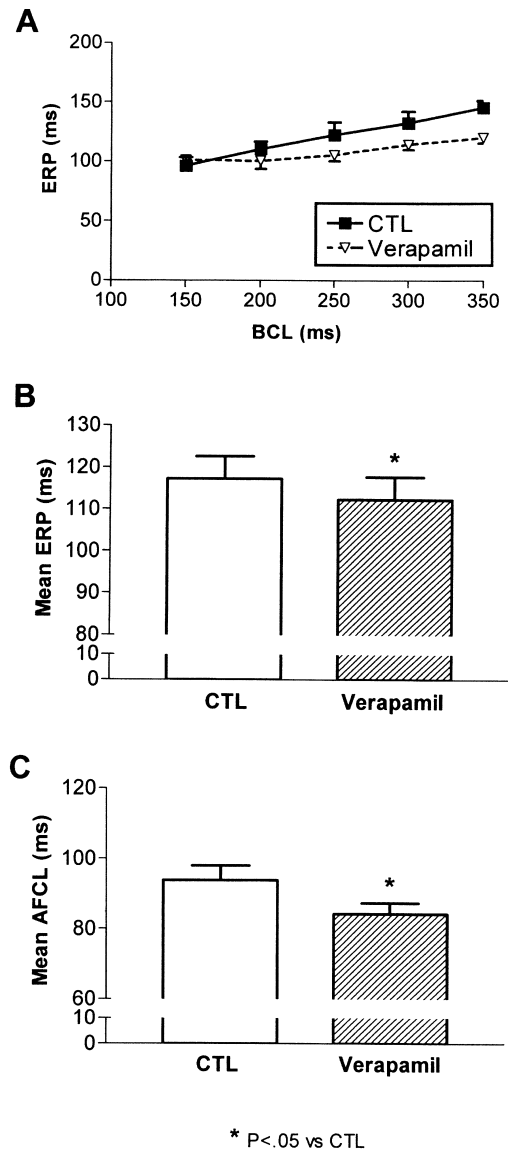 A
200
150
100
50
0
ERP (ms)
CTL
Verapamil
100 150 200 250 300 350
BCL (ms)
B
130
120
110
100
90
80
10
0
Mean ERP (ms)
*
CTL Verapamil
C
120
100
80
60
10
0
Mean AFCL (ms)
*
CTL Verapamil
* P<.05 vs CTL